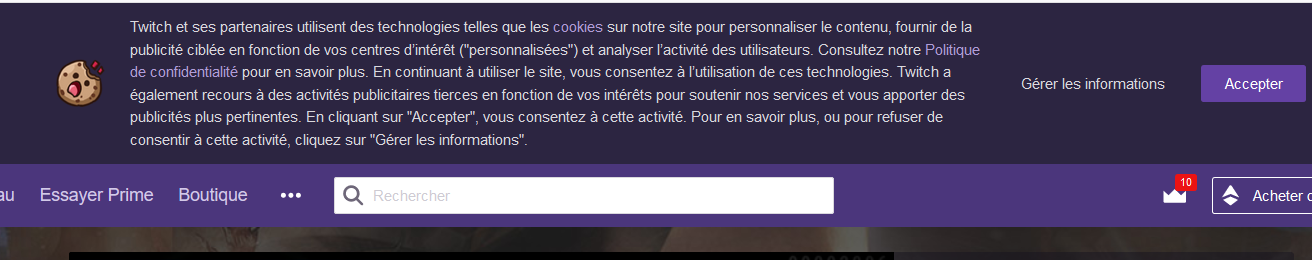 Twitch et ses partenaires utilisent des technologies telles que les cookies sur notre site pour personnaliser le contenu, fournir de la
publicité ciblée en fonction de vos centres d'intérêt ("personnalisées") et analyser l'activité des utilisateurs. Consultez notre Politique
de confidentialité pour en savoir plus. En continuant à utiliser le site, vous consentez à l'utilisation de ces technologies. Twitch a
également recours à des activités publicitaires tierces en fonction de vos intérêts pour soutenir nos services et vous apporter des
publicités plus pertinentes. En cliquant sur "Accepter", vous consentez à cette activité. Pour en savoir plus, ou pour refuser de
consentir à cette activité, cliquez sur "Gérer les informations".
Gérer les informations
Accepter
au Essayer Prime Boutique ••• Rechercher 10 Acheter